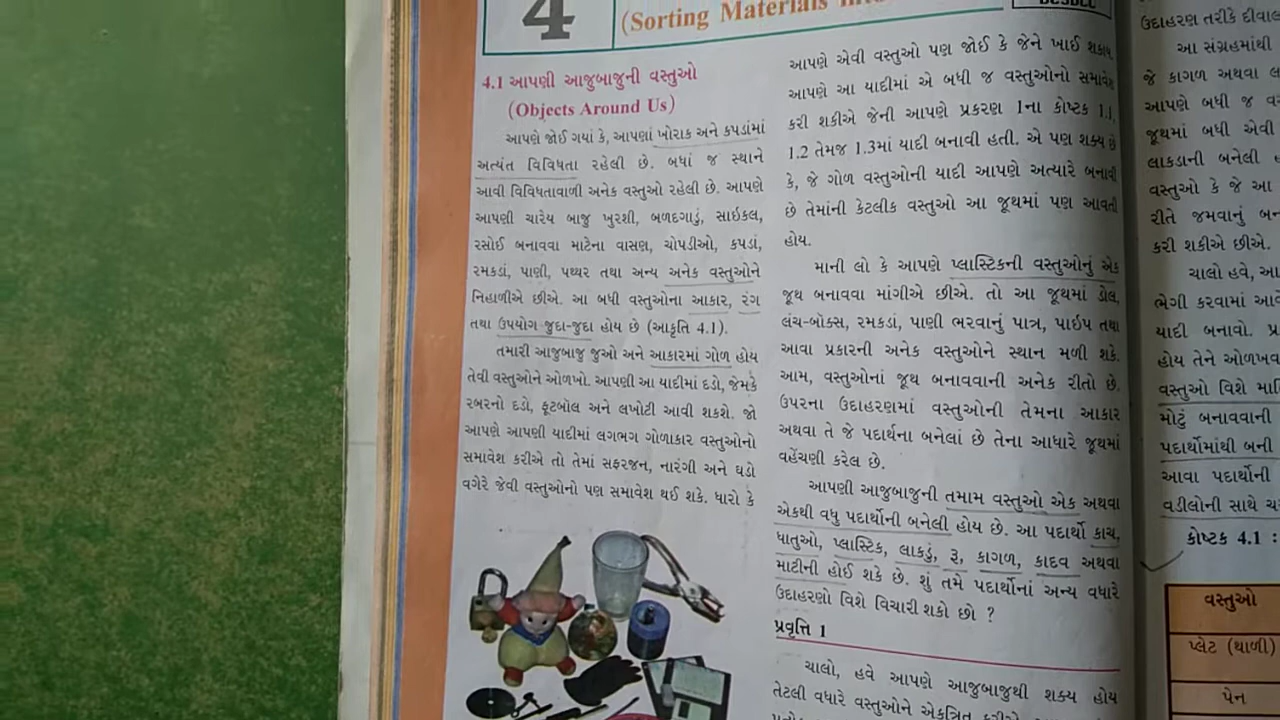 4
(Sorting Materials
4.1 આપણી આજુબાજુની વસ્તુઓ
(Objects Around Us)
આપણે જોઈ ગયાં કે, આપણાં ખોરાક અને કપડાંમાં
અત્યંત વિવિધતા રહેલી છે. બધાં જ સ્થાને
આવી વિવિધતાવાળી અનેક વસ્તુઓ રહેલી છે. આપણે
આપણી ચારેય બાજુ ખુરશી, બળદગાડું, સાઇકલ,
રસોઈ બનાવવા માટેના વાસણ, ચોપડીઓ, કપડાં,
રમકડાં, પાણી, પથ્થર તથા અન્ય અનેક વસ્તુઓને
નિહાળીએ છીએ. આ બધી વસ્તુઓના આકાર, રંગ
તથા ઉપયોગ જુદા-જુદા હોય છે (આકૃતિ 4.1).
તમારી આજુબાજુ જુઓ અને આકારમાં ગોળ હોય
તેવી વસ્તુઓને ઓળખો. આપણી આ યાદીમાં દડો, જેમકે
રબરનો દડો, ફૂટબૉલ અને લખોટી આવી શકશે. જો
આપણે આપણી યાદીમાં લગભગ ગોળાકાર વસ્તુઓનો
સમાવેશ કરીએ તો તેમાં સફરજન, નારંગી અને ઘડો
વગેરે જેવી વસ્તુઓનો પણ સમાવેશ થઈ શકે. ધારો કે
આપણે એવી વસ્તુઓ પણ જોઈ કે જેને ખાઈ શકાય
આપણે આ યાદીમાં એ બધી જ વસ્તુઓનો સમાવેશ
કરી શકીએ જેની આપણે પ્રકરણ 1ના કોષ્ટક 1.1,
1.2 તેમજ 1.3માં યાદી બનાવી હતી. એ પણ શક્ય છે
કે, જે ગોળ વસ્તુઓની યાદી આપણે અત્યારે બનાવી
છે તેમાંની કેટલીક વસ્તુઓ આ જૂથમાં પણ આવતી
હોય.
માની લો કે આપણે પ્લાસ્ટિકની વસ્તુઓનું એક
જૂથ બનાવવા માંગીએ છીએ. તો આ જૂથમાં ડોલ,
લંચ-બૉક્સ, રમકડાં, પાણી ભરવાનું પાત્ર, પાઇપ તથા
આવા પ્રકારની અનેક વસ્તુઓને સ્થાન મળી શકે.
આમ, વસ્તુઓનાં જૂથ બનાવવાની અનેક રીતો છે.
ઉપરના ઉદાહરણમાં વસ્તુઓની તેમના આકાર
અથવા તે જે પદાર્થના બનેલાં છે તેના આધારે જૂથમાં
વહેંચણી કરેલ છે.
આપણી આજુબાજુની તમામ વસ્તુઓ એક અથવા
એકથી વધુ પદાર્થોની બનેલી હોય છે. આ પદાર્થો કાચ,
ધાતુઓ, પ્લાસ્ટિક, લાકડું, રૂ, કાગળ, કાદવ અથવા
માટીની હોઈ શકે છે. શું તમે પદાર્થોનાં અન્ય વધારે
ઉદાહરણો વિશે વિચારી શકો છો ?
પ્રવૃત્તિ 1
ચાલો, હવે આપણે આજુબાજુથી શક્ય હોય
તેટલી વધારે વસ્તુઓને એકત્રિત કરીએ
ઉદાહરણ તરીકે
આ સંગ્રહમાંથી
જે કાગળ અથવા
આપણે બધી જ
જૂથમાં બધી એવી
લાકડાની બનેલી
વસ્તુઓ કે જે આ
રીતે જમવાનું
કરી શકીએ છીએ.
ચાલો હવે,
ભેગી કરવામાં
યાદી બનાવો.
હોય તેને
વસ્તુઓ વિશે
મોટું બનાવવાની
પદાર્થોમાંથી બની
આવા પદાર્થોની
વડીલોની સાથે
કોષ્ટક 4.1 :
વસ્તુઓ
પ્લેટ (થાળી)
પેન